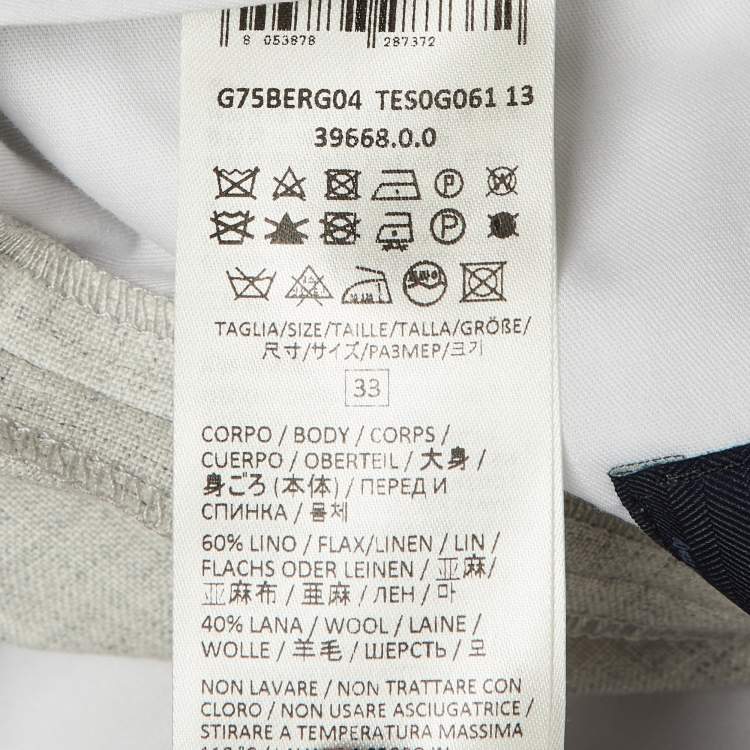 8 053878 287372
G75BERG04 TES0G061 13
39668.0.0
P
P
드라이
TAGLIA/SIZE/TAILLE/TALLA/GRÖßE/
尺寸/サイズ/РАЗМЕР/크기
33
CORPO / BODY / CORPS /
CUERPO / OBERTEIL / 大身 /
身ごろ (本体) / ПЕРЕД И
СПИНКА / 몸체
60% LINO / FLAX/LINEN / LIN /
FLACHS ODER LEINEN / 亚麻/
亚麻布 / 亜麻 / ЛЕН / 마
40% LANA / WOOL / LAINE /
WOLLE / 羊毛 / ШЕРСТЬ / 모
NON LAVARE / NON TRATTARE CON
CLORO / NON USARE ASCIUGATRICE /
STIRARE A TEMPERATURA MASSIMA